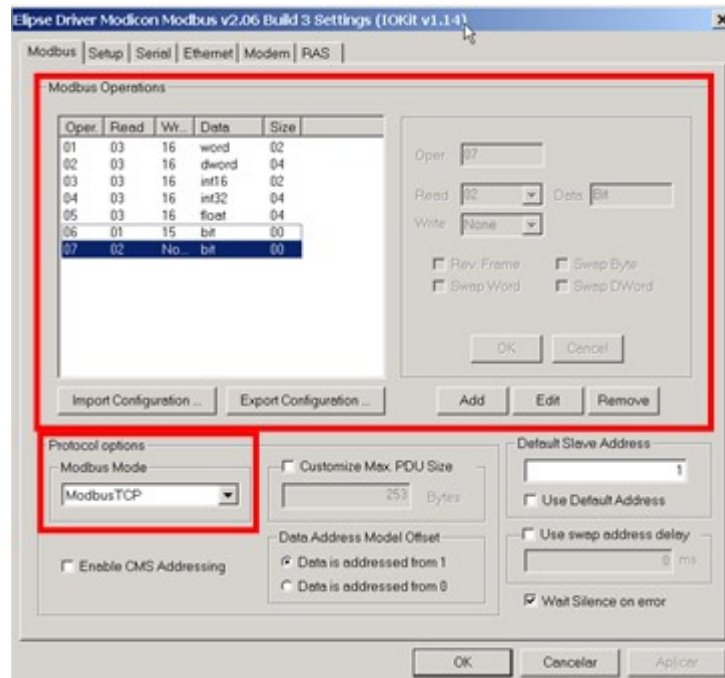 Elipse Driver Modicon Modbus v2.06 Build 3 Settings (IOKit v1.14)
Modbus Setup Serial Ethernet Modem RAS
Modbus Operations
Oper. Read Wr... Data Size
01 03 16 word 02
02 03 16 dword 04
03 03 16 int16 02
04 03 16 int32 04
05 03 16 float 04
06 01 15 bit 00
07 02 No... bit 00
Oper. 07
Read 02 Data Bit
Write None
Rev. Frame Swap Byte
Swap Word Swap DWord
OK Cancel
Import Configuration ... Export Configuration ... Add Edit Remove
Protocol options
Modbus Mode
ModbusTCP
Enable CMS Addressing
Customize Max. PDU Size
253 Bytes
Data Address Model Offset
Data is addressed from 1
Data is addressed from 0
Default Slave Address
1
Use Default Address
Use swap address delay
0 ms
Wait Silence on error
OK Cancelar Aplicar